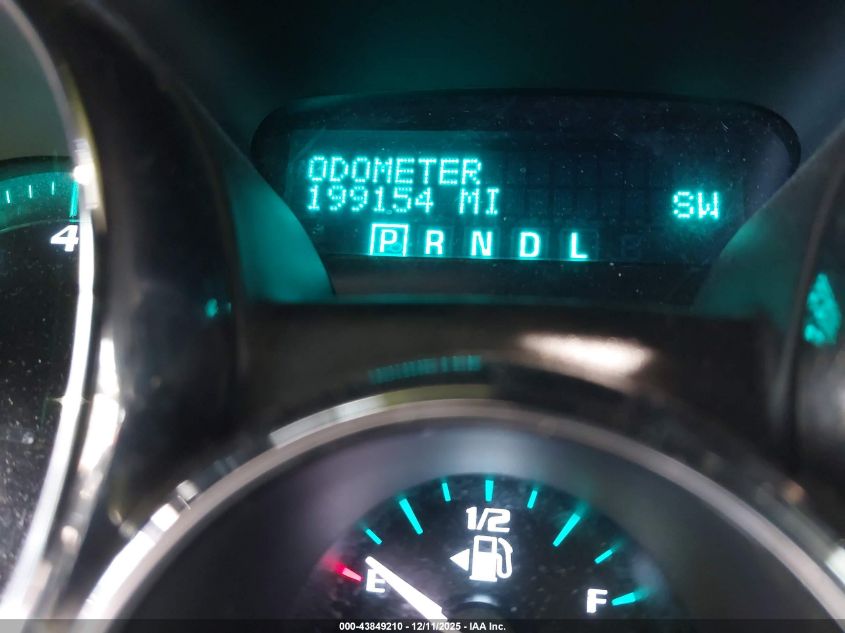 ODOMETER
199154 MI SW
P R N D L
4
1/2
E F
000-43849210 - 12/11/2025 - IAA Inc.